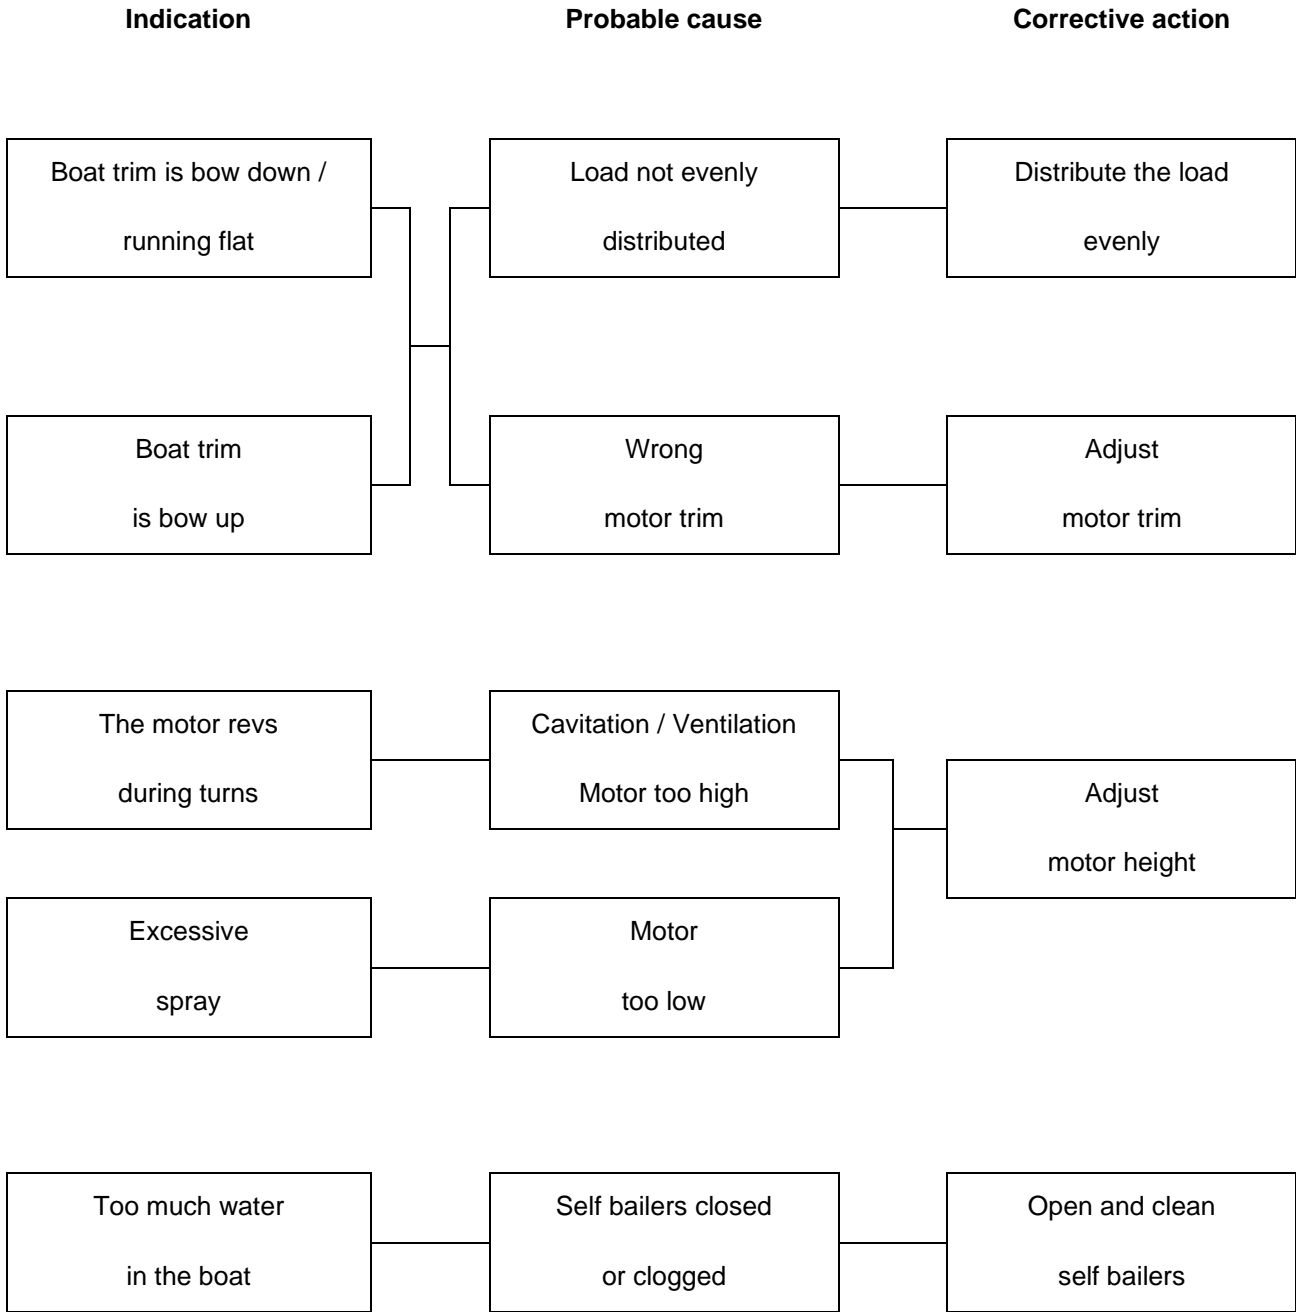 Indication
Probable cause
Corrective action
Boat trim is bow down /
running flat
Load not evenly
distributed
Distribute the load
evenly
Boat trim
is bow up
Wrong
motor trim
Adjust
motor trim
The motor revs
during turns
Cavitation / Ventilation
Motor too high
Adjust
motor height
Excessive
spray
Motor
too low
Too much water
in the boat
Self bailers closed
or clogged
Open and clean
self bailers